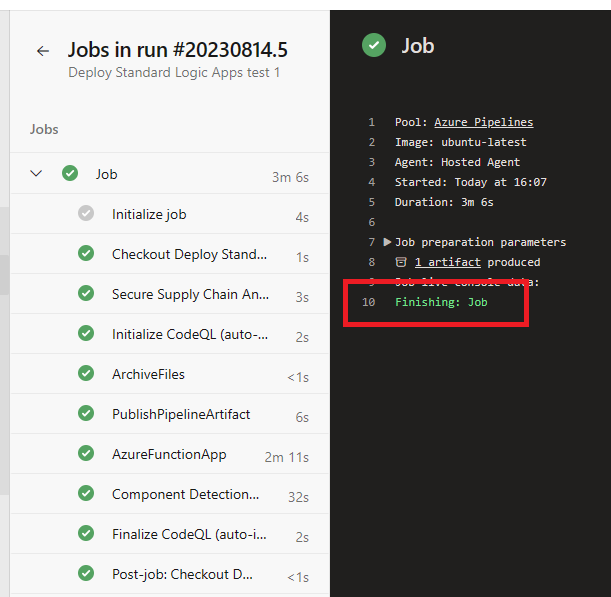 Jobs in run #20230814.5
Deploy Standard Logic Apps test 1
Jobs
Job 3m 6s
Initialize job 4s
Checkout Deploy Stand... 1s
Secure Supply Chain An... 3s
Initialize CodeQL (auto-... 2s
ArchiveFiles <1s
PublishPipelineArtifact 6s
AzureFunctionApp 2m 11s
Component Detection... 32s
Finalize CodeQL (auto-i... 2s
Post-job: Checkout D... <1s
Job
1 Pool: Azure Pipelines
2 Image: ubuntu-latest
3 Agent: Hosted Agent
4 Started: Today at 16:07
5 Duration: 3m 6s
6
7 Job preparation parameters
8 1 artifact produced
9 Job live console data:
10 Finishing: Job